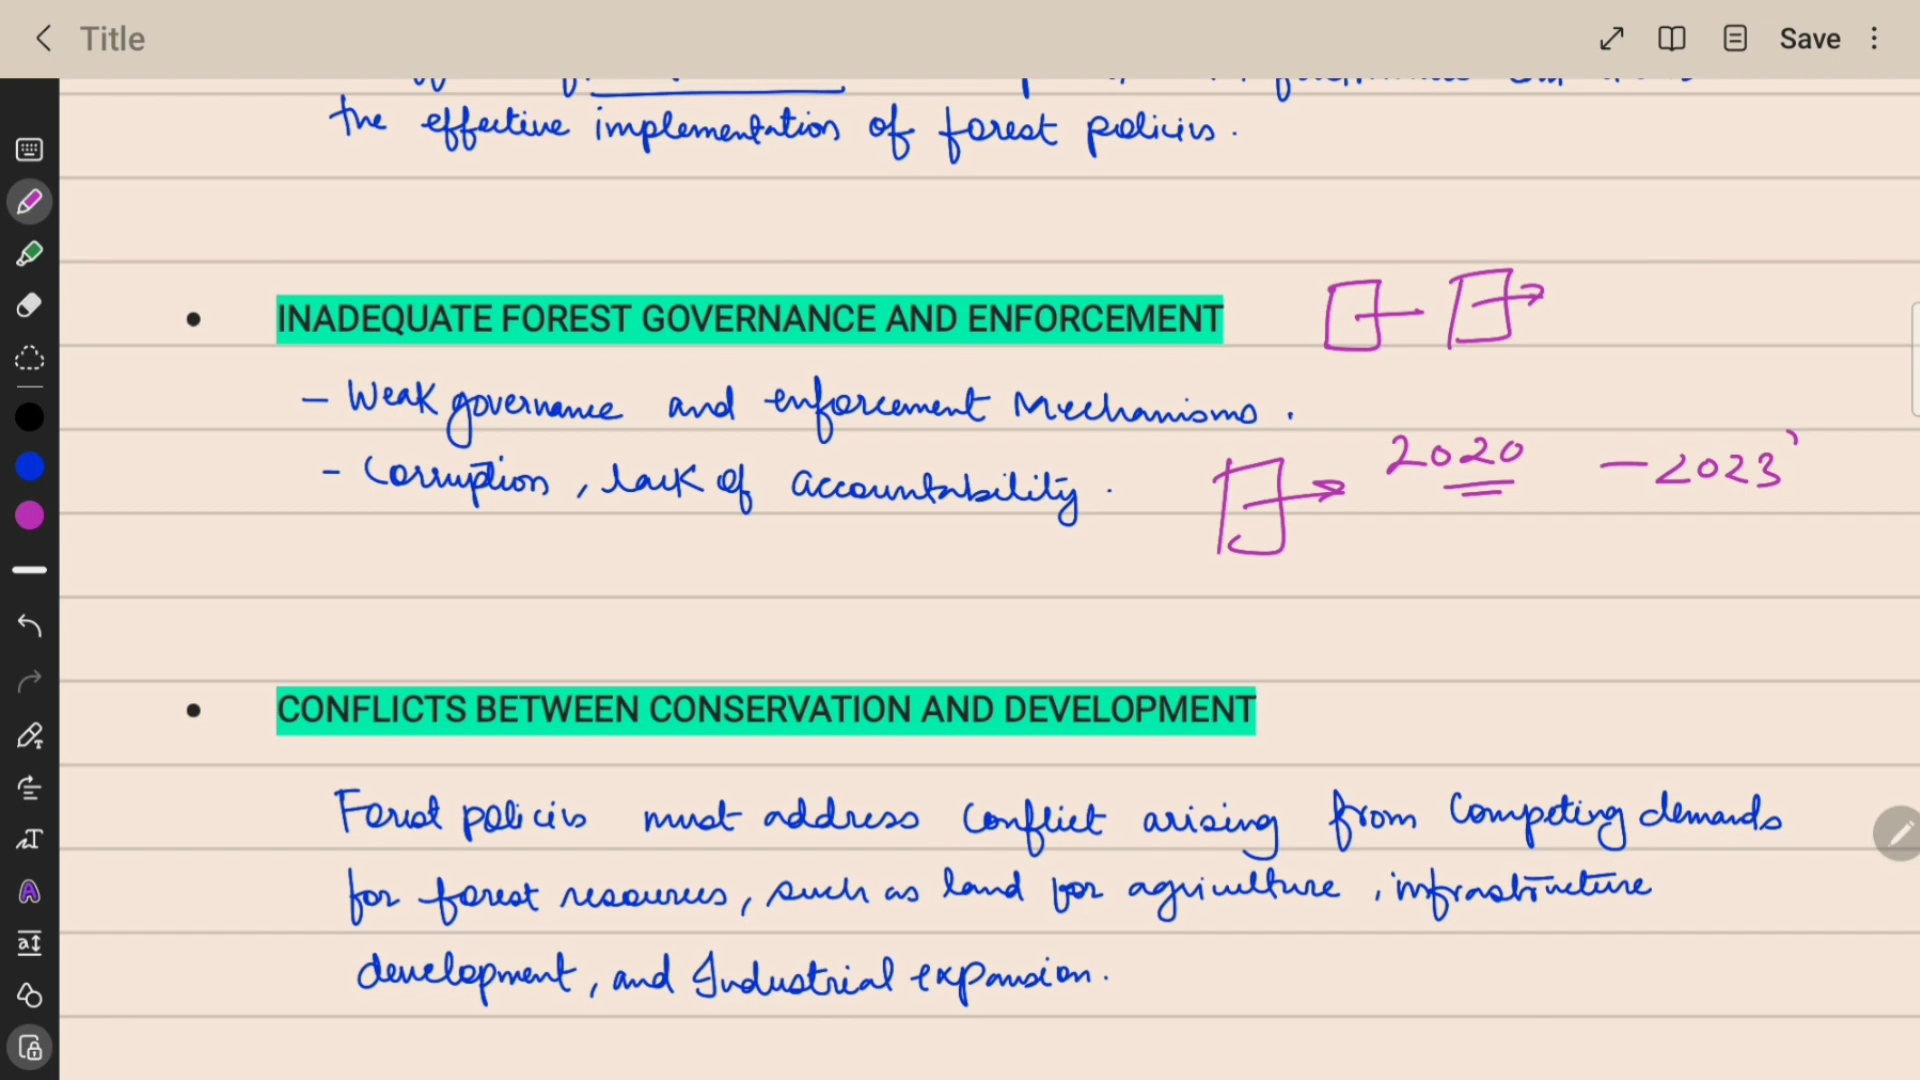 Title
Save
the effective implementation of forest policies.
• INADEQUATE FOREST GOVERNANCE AND ENFORCEMENT
- Weak governance and enforcement Mechanisms.
- Corruption, lack of accountability.
2020 - 2023
• CONFLICTS BETWEEN CONSERVATION AND DEVELOPMENT
Forest policies must address conflict arising from Competing demands
for forest resources, such as land for agriculture, infrastructure
development, and Industrial expansion.